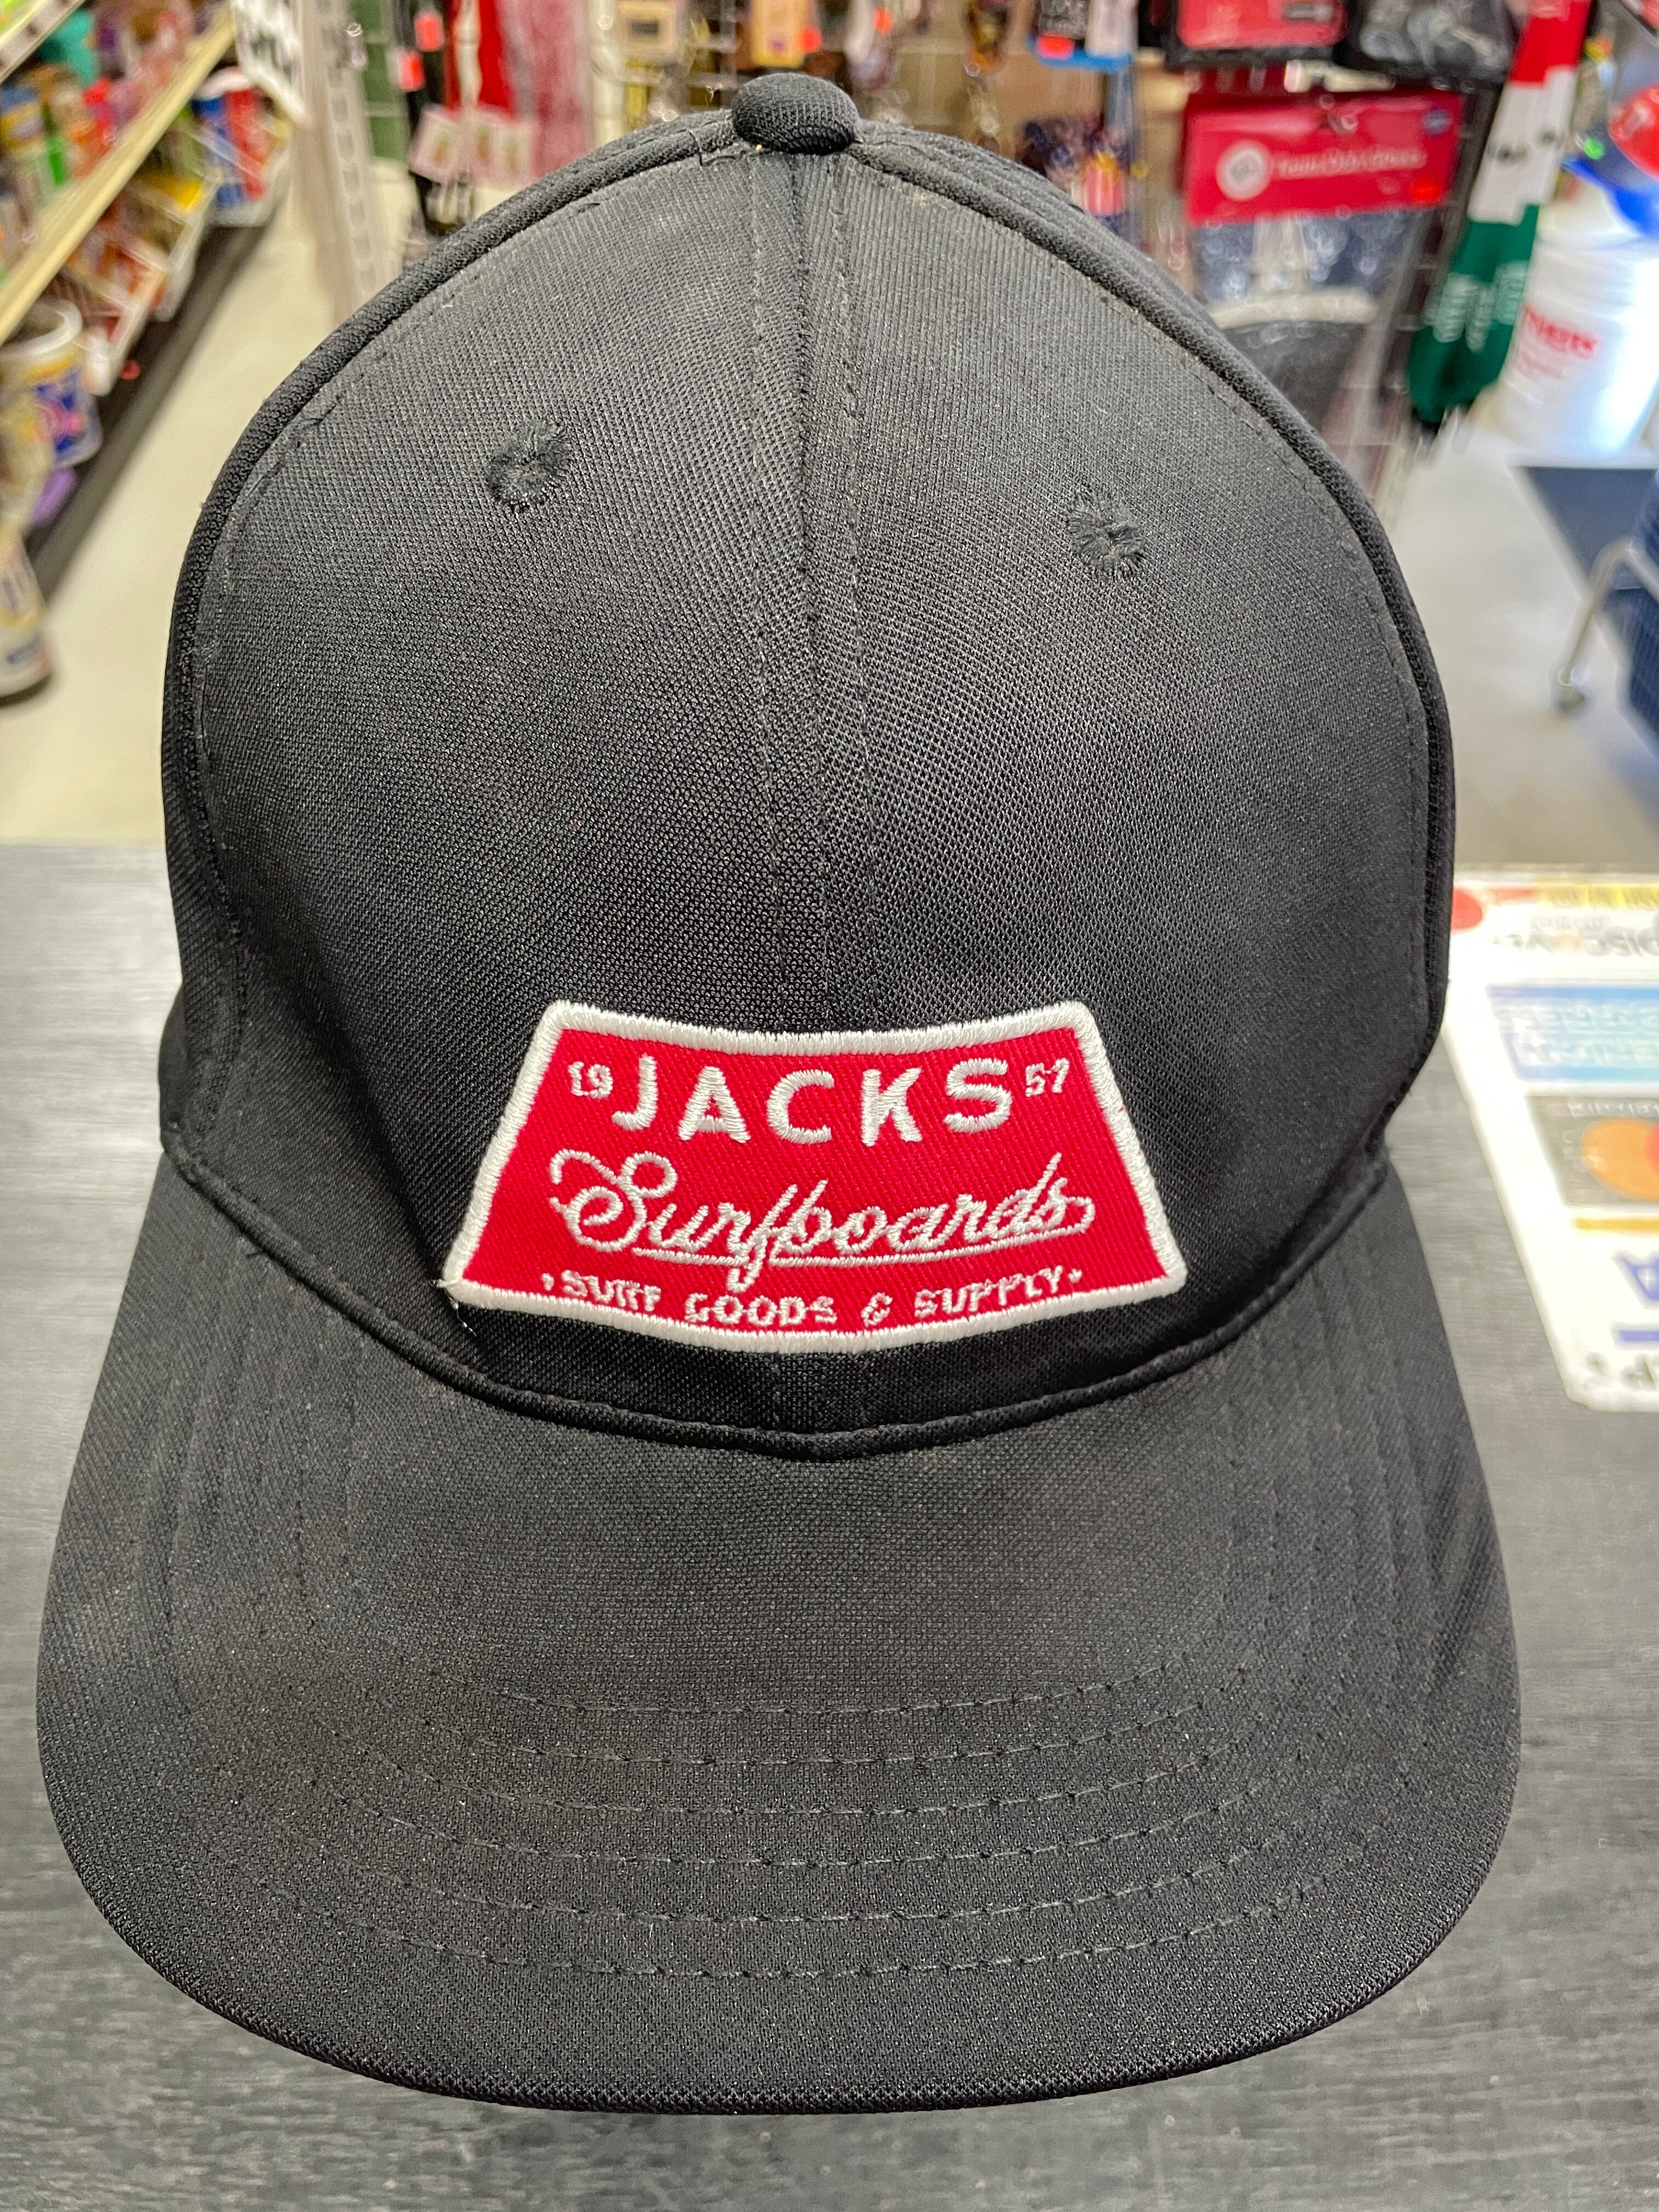 19 JACKS 57
Surfboards
SURF GOODS & SUPPLY